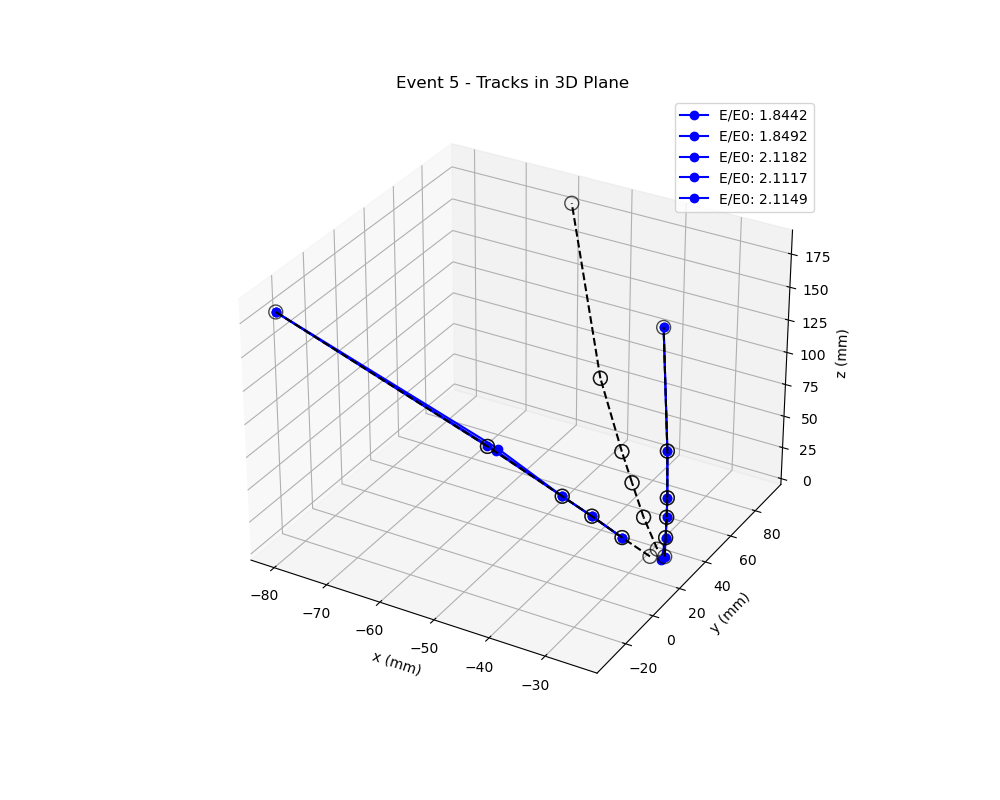 Event 5 - Tracks in 3D Plane
E/E0: 1.8442
E/E0: 1.8492
E/E0: 2.1182
E/E0: 2.1117
E/E0: 2.1149
175
150
125
100
75
50
25
0
z (mm)
80
60
40
20
0
−20
y (mm)
−80
−70
−60
−50
−40
−30
x (mm)